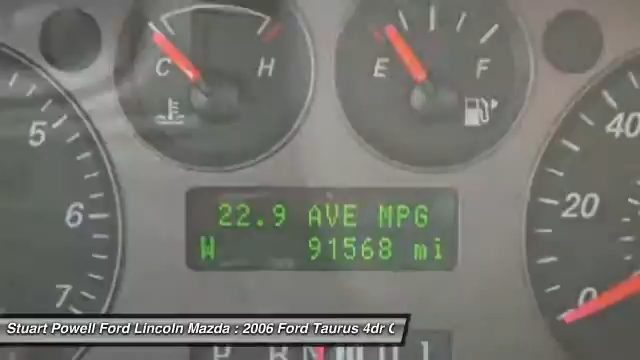 C H
E F
5
6
7
40
20
0
22.9 AVE MPG
W 91568 mi
Stuart Powell Ford Lincoln Mazda : 2006 Ford Taurus 4dr
P R N